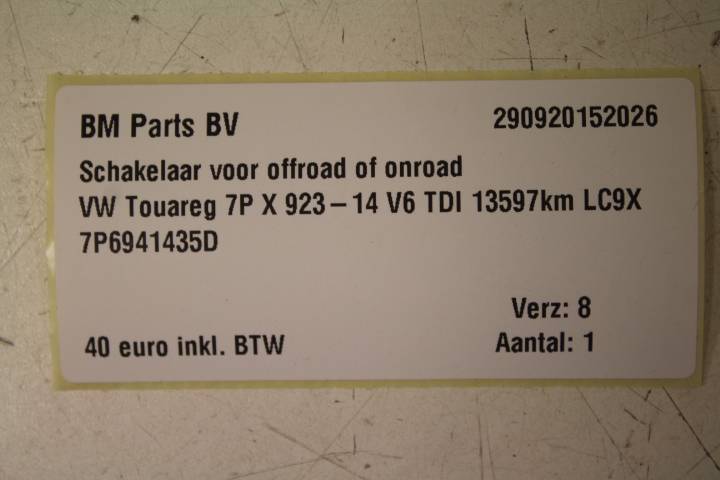 BM Parts BV 290920152026
Schakelaar voor offroad of onroad
VW Touareg 7P X 923-14 V6 TDI 13597km LC9X
7P6941435D
Verz: 8
40 euro inkl. BTW Aantal: 1